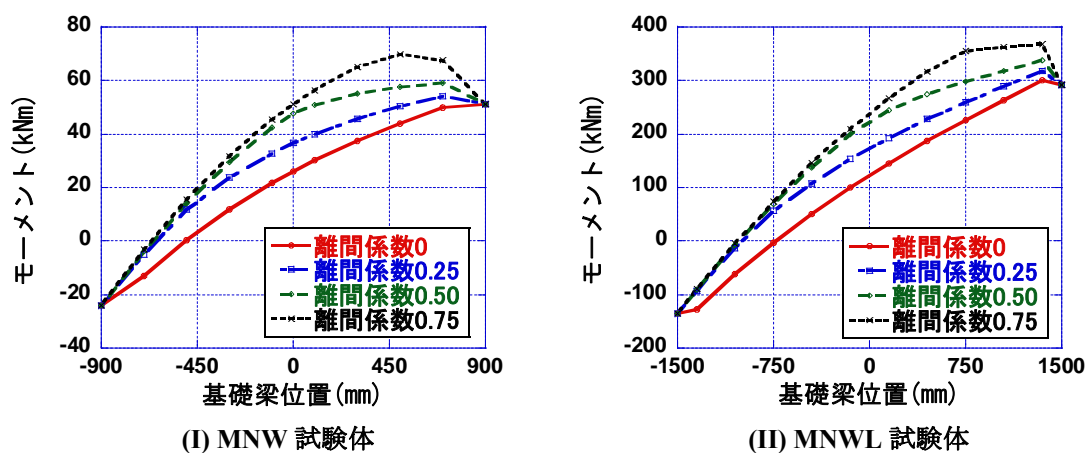 モーメント(kNm)
80
60
40
20
0
-20
-40
離間係数0
離間係数0.25
離間係数0.50
離間係数0.75
-900 -450 0 450 900
基礎梁位置(㎜)
(I) MNW 試験体
モーメント(kNm)
400
300
200
100
0
-100
-200
離間係数0
離間係数0.25
離間係数0.50
離間係数0.75
-1500 -750 0 750 1500
基礎梁位置(㎜)
(II) MNWL 試験体